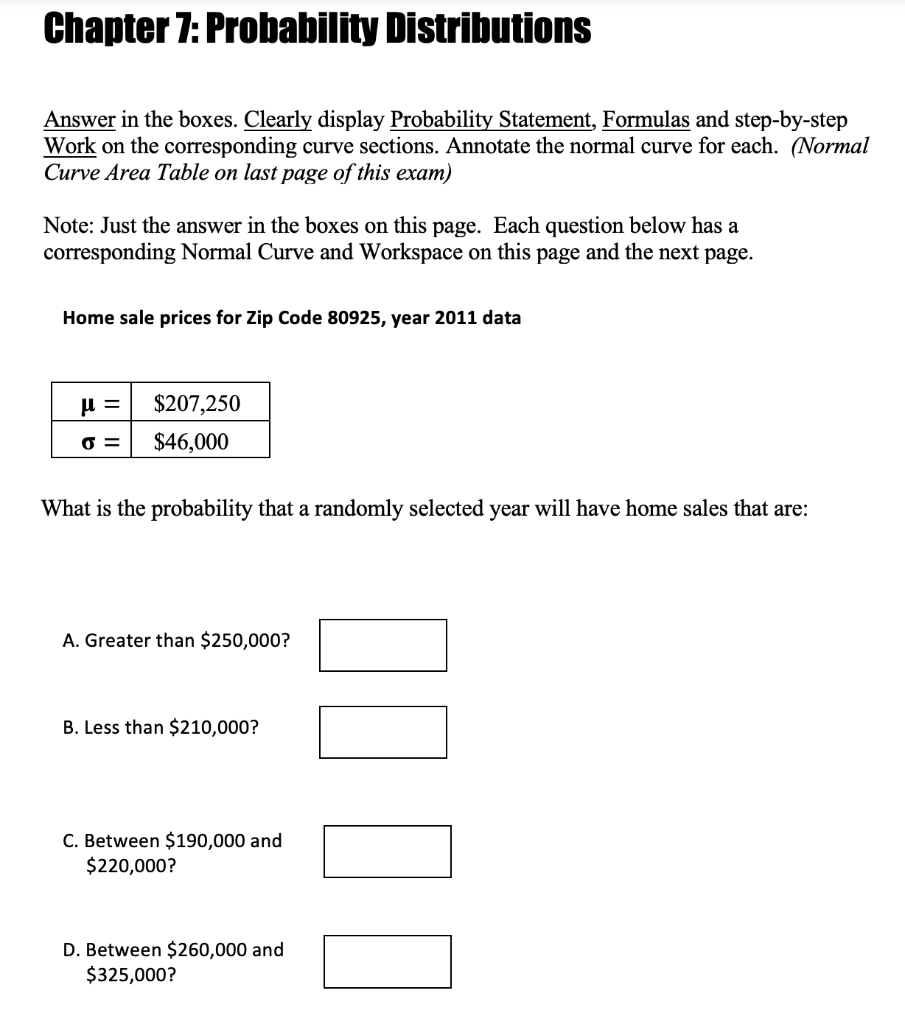 Chapter 7: Probability Distributions
Answer in the boxes. Clearly display Probability Statement, Formulas and step-by-step
Work on the corresponding curve sections. Annotate the normal curve for each. (Normal
Curve Area Table on last page of this exam)
Note: Just the answer in the boxes on this page. Each question below has a
corresponding Normal Curve and Workspace on this page and the next page.
Home sale prices for Zip Code 80925, year 2011 data
μ = $207,250
σ = $46,000
What is the probability that a randomly selected year will have home sales that are:
A. Greater than $250,000?
B. Less than $210,000?
C. Between $190,000 and
$220,000?
D. Between $260,000 and
$325,000?